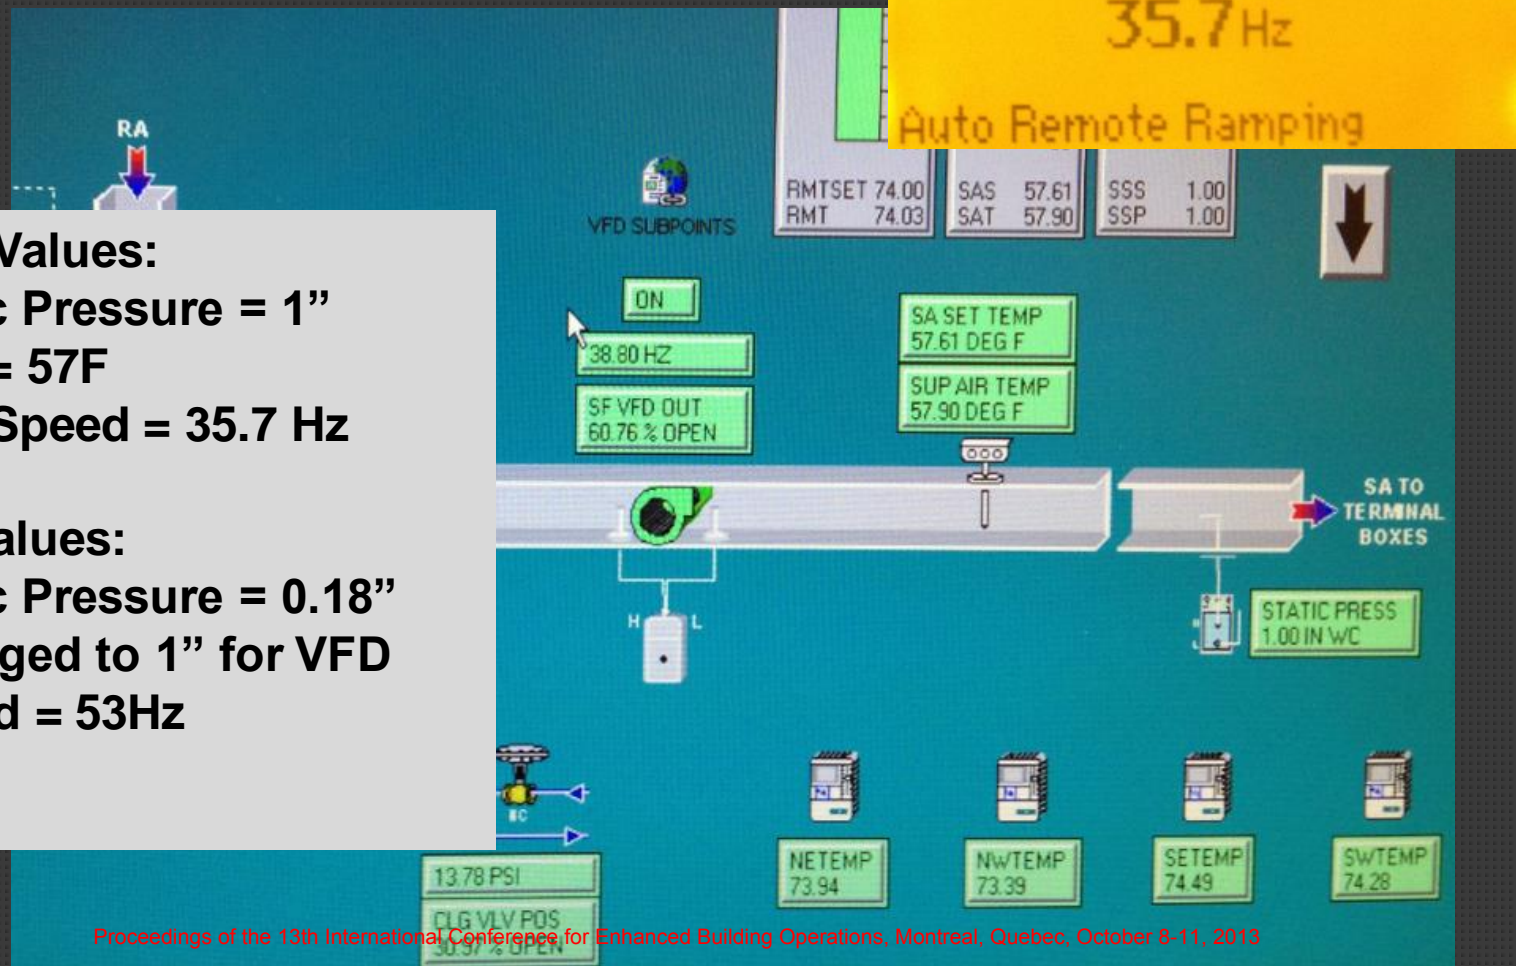 35.7 Hz
Auto Remote Ramping
RA
VFD SUBPOINTS
RMTSET 74.00
RMT 74.03
SAS 57.61
SAT 57.90
SSS 1.00
SSP 1.00
Values:
c Pressure = 1”
= 57F
Speed = 35.7 Hz
alues:
c Pressure = 0.18”
ged to 1” for VFD
d = 53Hz
ON
38.80 HZ
SF VFD OUT
60.76 % OPEN
SA SET TEMP
57.61 DEG F
SUP AIR TEMP
57.90 DEG F
SA TO
TERMINAL
BOXES
H L
STATIC PRESS
1.00 IN WC
NETEMP
73.94
NWTEMP
73.39
SETEMP
74.49
SWTEMP
74.28
13.78 PSI
CLG VLV POS
30.97 % OPEN
Proceedings of the 13th International Conference for Enhanced Building Operations, Montreal, Quebec, October 8-11, 2013